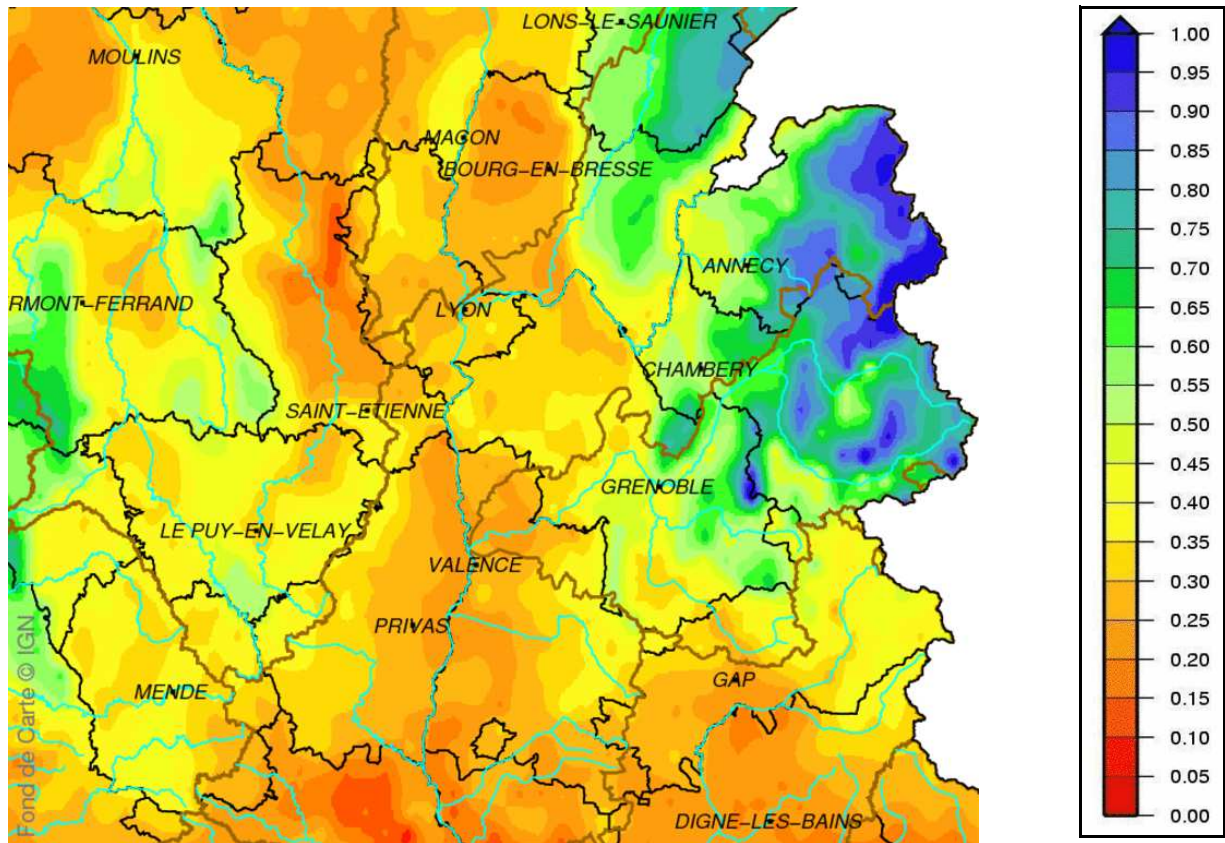 LONS-LE-SAUNIER
MOULINS
MACON
BOURG-EN-BRESSE
ANNECY
RMONT-FERRAND
LYON
CHAMBERY
SAINT-ETIENNE
GRENOBLE
LE PUY-EN-VELAY
VALENCE
PRIVAS
GAP
MENDE
DIGNE-LES-BAINS
Fond de Carte © IGN
1.00
0.95
0.90
0.85
0.80
0.75
0.70
0.65
0.60
0.55
0.50
0.45
0.40
0.35
0.30
0.25
0.20
0.15
0.10
0.05
0.00